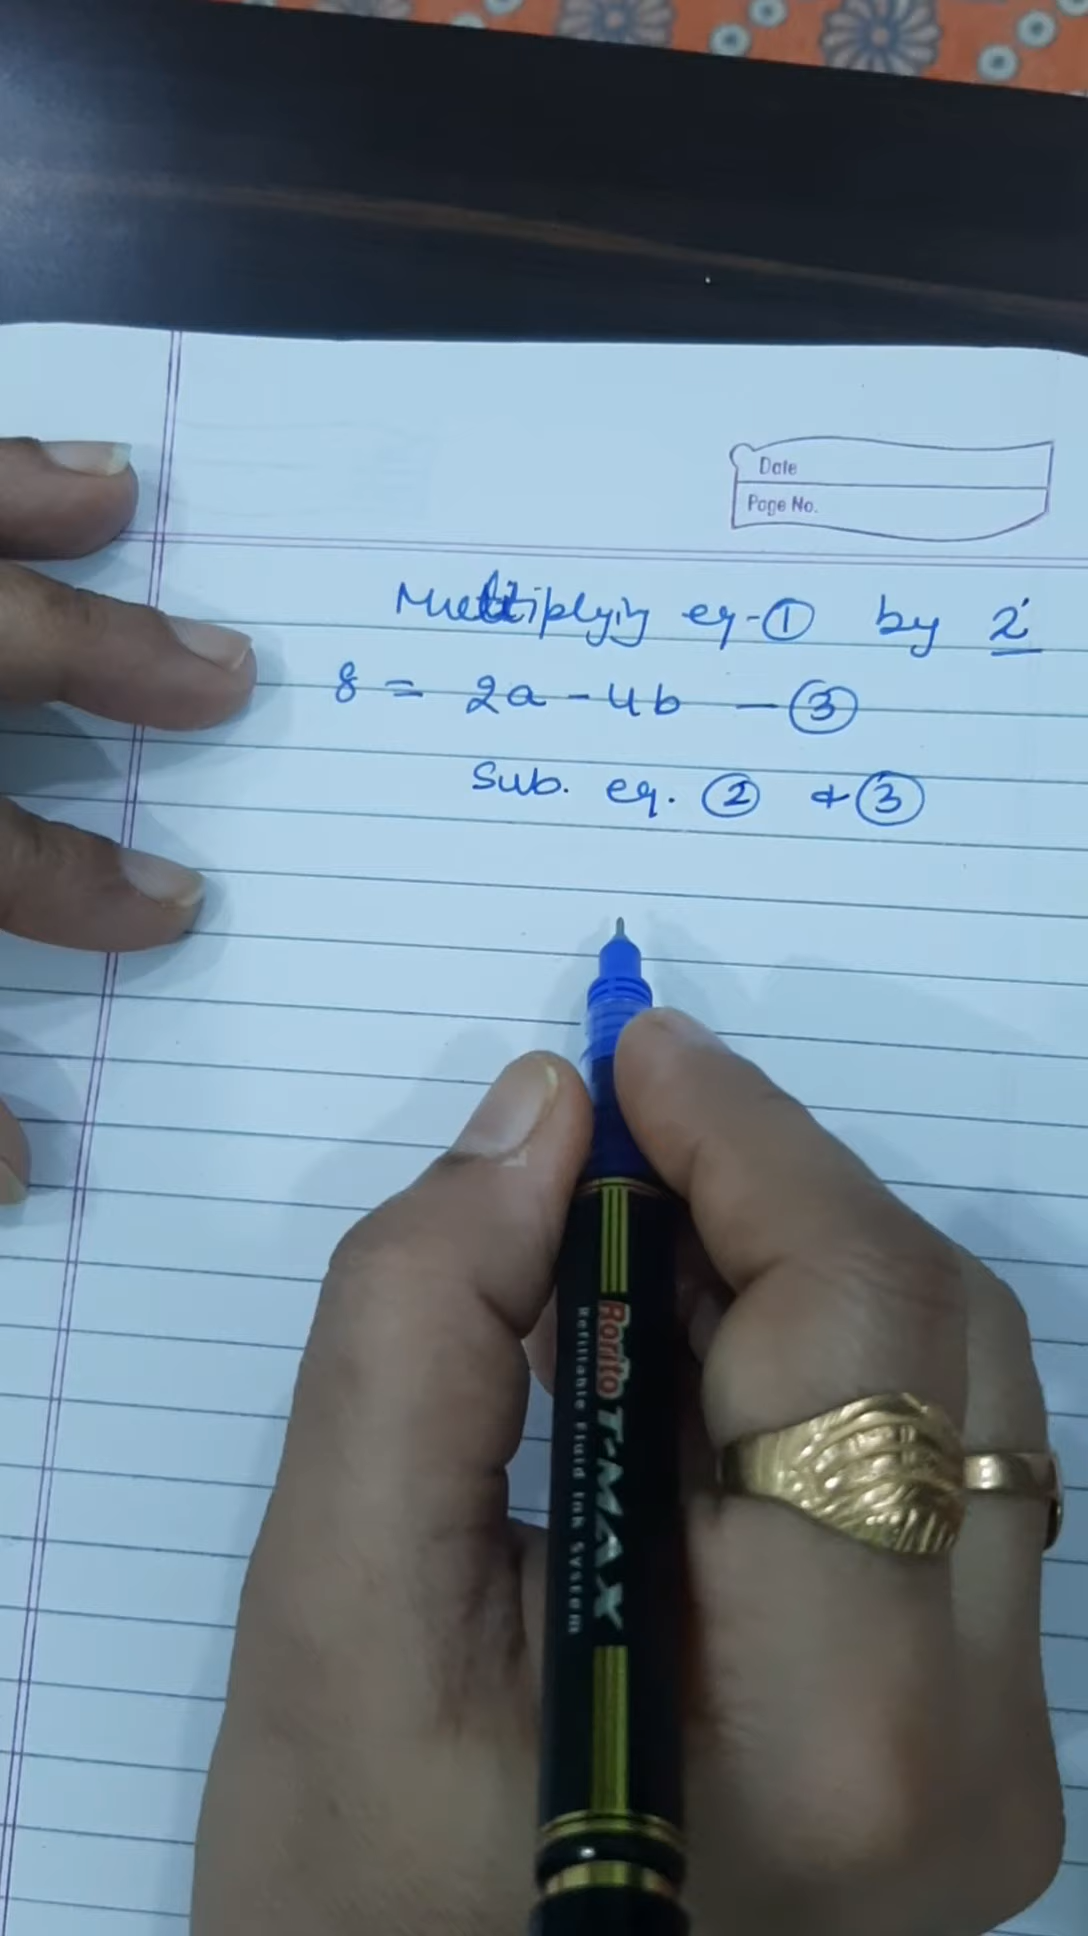 Date
Page No.
Multiplying eq-① by 2
8 = 2a - 4b - ③
Sub. eq. ② & ③
Rorito T-MAX
Refillable Fluid Ink System